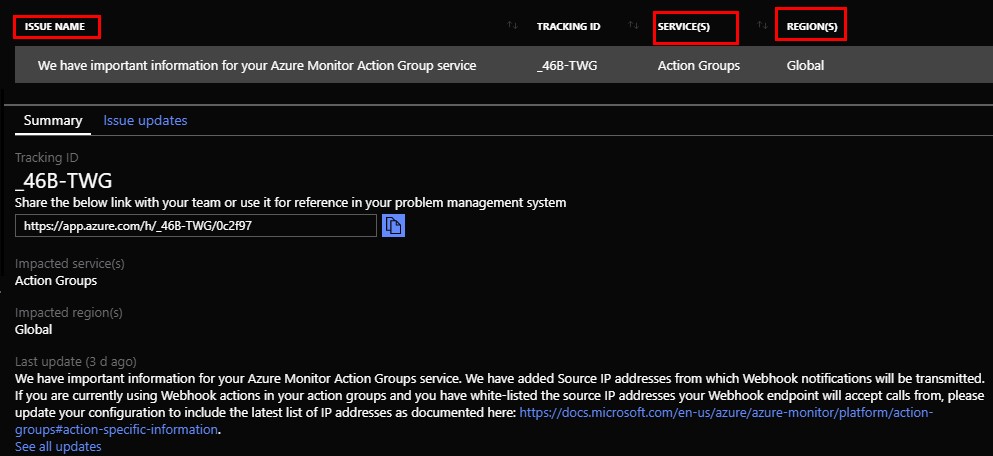 ISSUE NAME TRACKING ID SERVICE(S) REGION(S)
We have important information for your Azure Monitor Action Group service _46B-TWG Action Groups Global
Summary Issue updates
Tracking ID
_46B-TWG
Share the below link with your team or use it for reference in your problem management system
https://app.azure.com/h/_46B-TWG/0c2f97
Impacted service(s)
Action Groups
Impacted region(s)
Global
Last update (3 d ago)
We have important information for your Azure Monitor Action Groups service. We have added Source IP addresses from which Webhook notifications will be transmitted.
If you are currently using Webhook actions in your action groups and you have white-listed the source IP addresses your Webhook endpoint will accept calls from, please
update your configuration to include the latest list of IP addresses as documented here: https://docs.microsoft.com/en-us/azure/azure-monitor/platform/action-
groups#action-specific-information.
See all updates